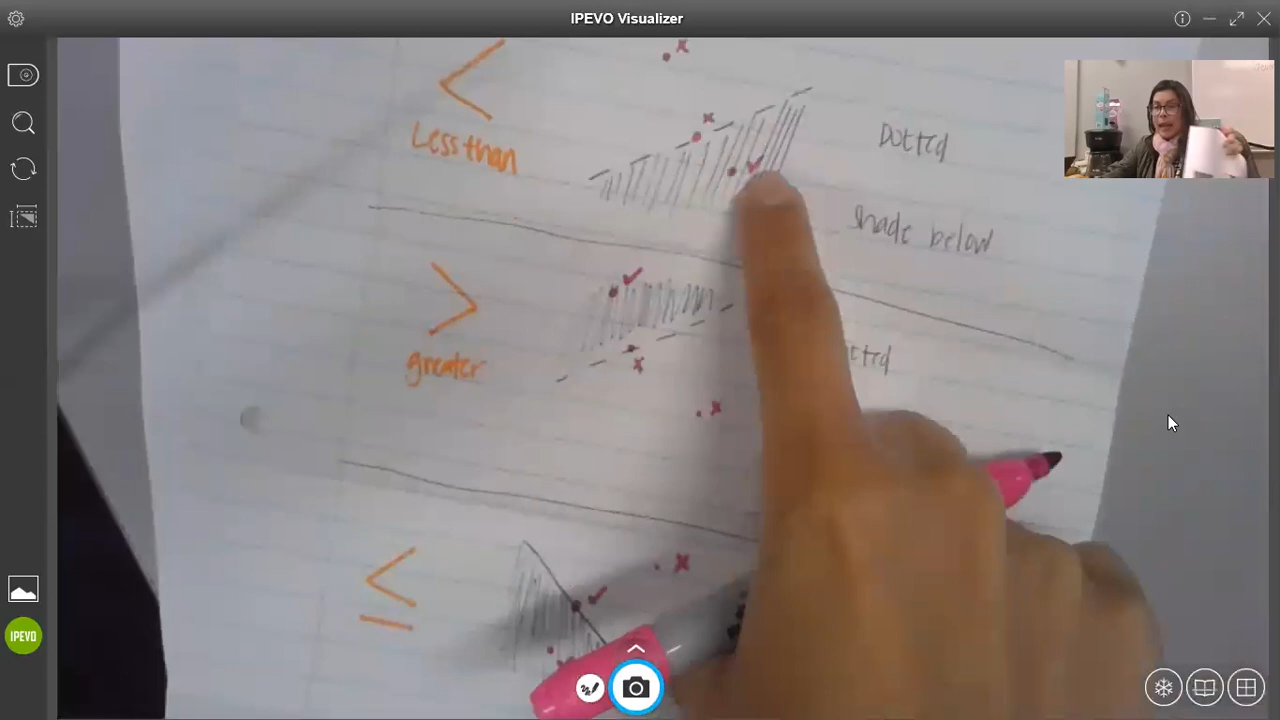 IPEVO Visualizer
<
Less than
Dotted
shade below
>
greater
≤
IPEVO